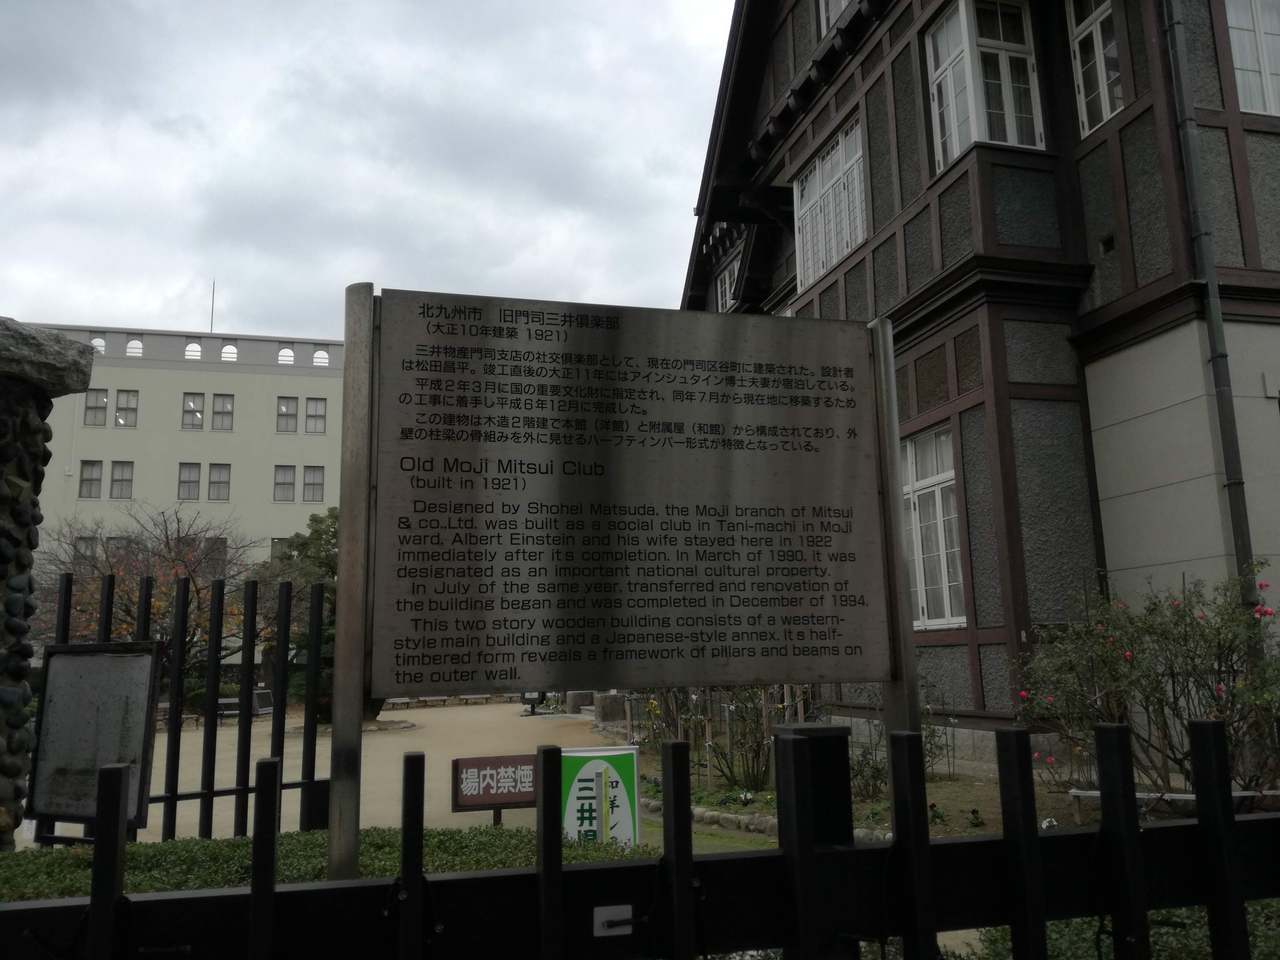 北九州市　旧門司三井倶楽部
（大正10年建築 1921）
三井物産門司支店の社交倶楽部として、現在の門司区谷町に建築された。設計者
は松田昌平。竣工直後の大正11年にはアインシュタイン博士夫妻が宿泊している。
平成2年3月に国の重要文化財に指定され、同年7月から現在地に移築するため
の工事に着手し平成6年12月に完成した。
この建物は木造2階建で本館（洋館）と附属屋（和館）から構成されており、外
壁の柱梁の骨組みを外に見せるハーフティンバー形式が特徴となっている。
Old Moji Mitsui Club
(built in 1921)
Designed by Shohei Matsuda, the Moji branch of Mitsui
& co.,Ltd. was built as a social club in Tani-machi in Moji
ward. Albert Einstein and his wife stayed here in 1922
immediately after its completion. In March of 1990, it was
designated as an important national cultural property.
In July of the same year, transferred and renovation of
the building began and was completed in December of 1994.
This two story wooden building consists of a western-
style main building and a Japanese-style annex. Its half-
timbered form reveals a framework of pillars and beams on
the outer wall.
場内禁煙
三井倶